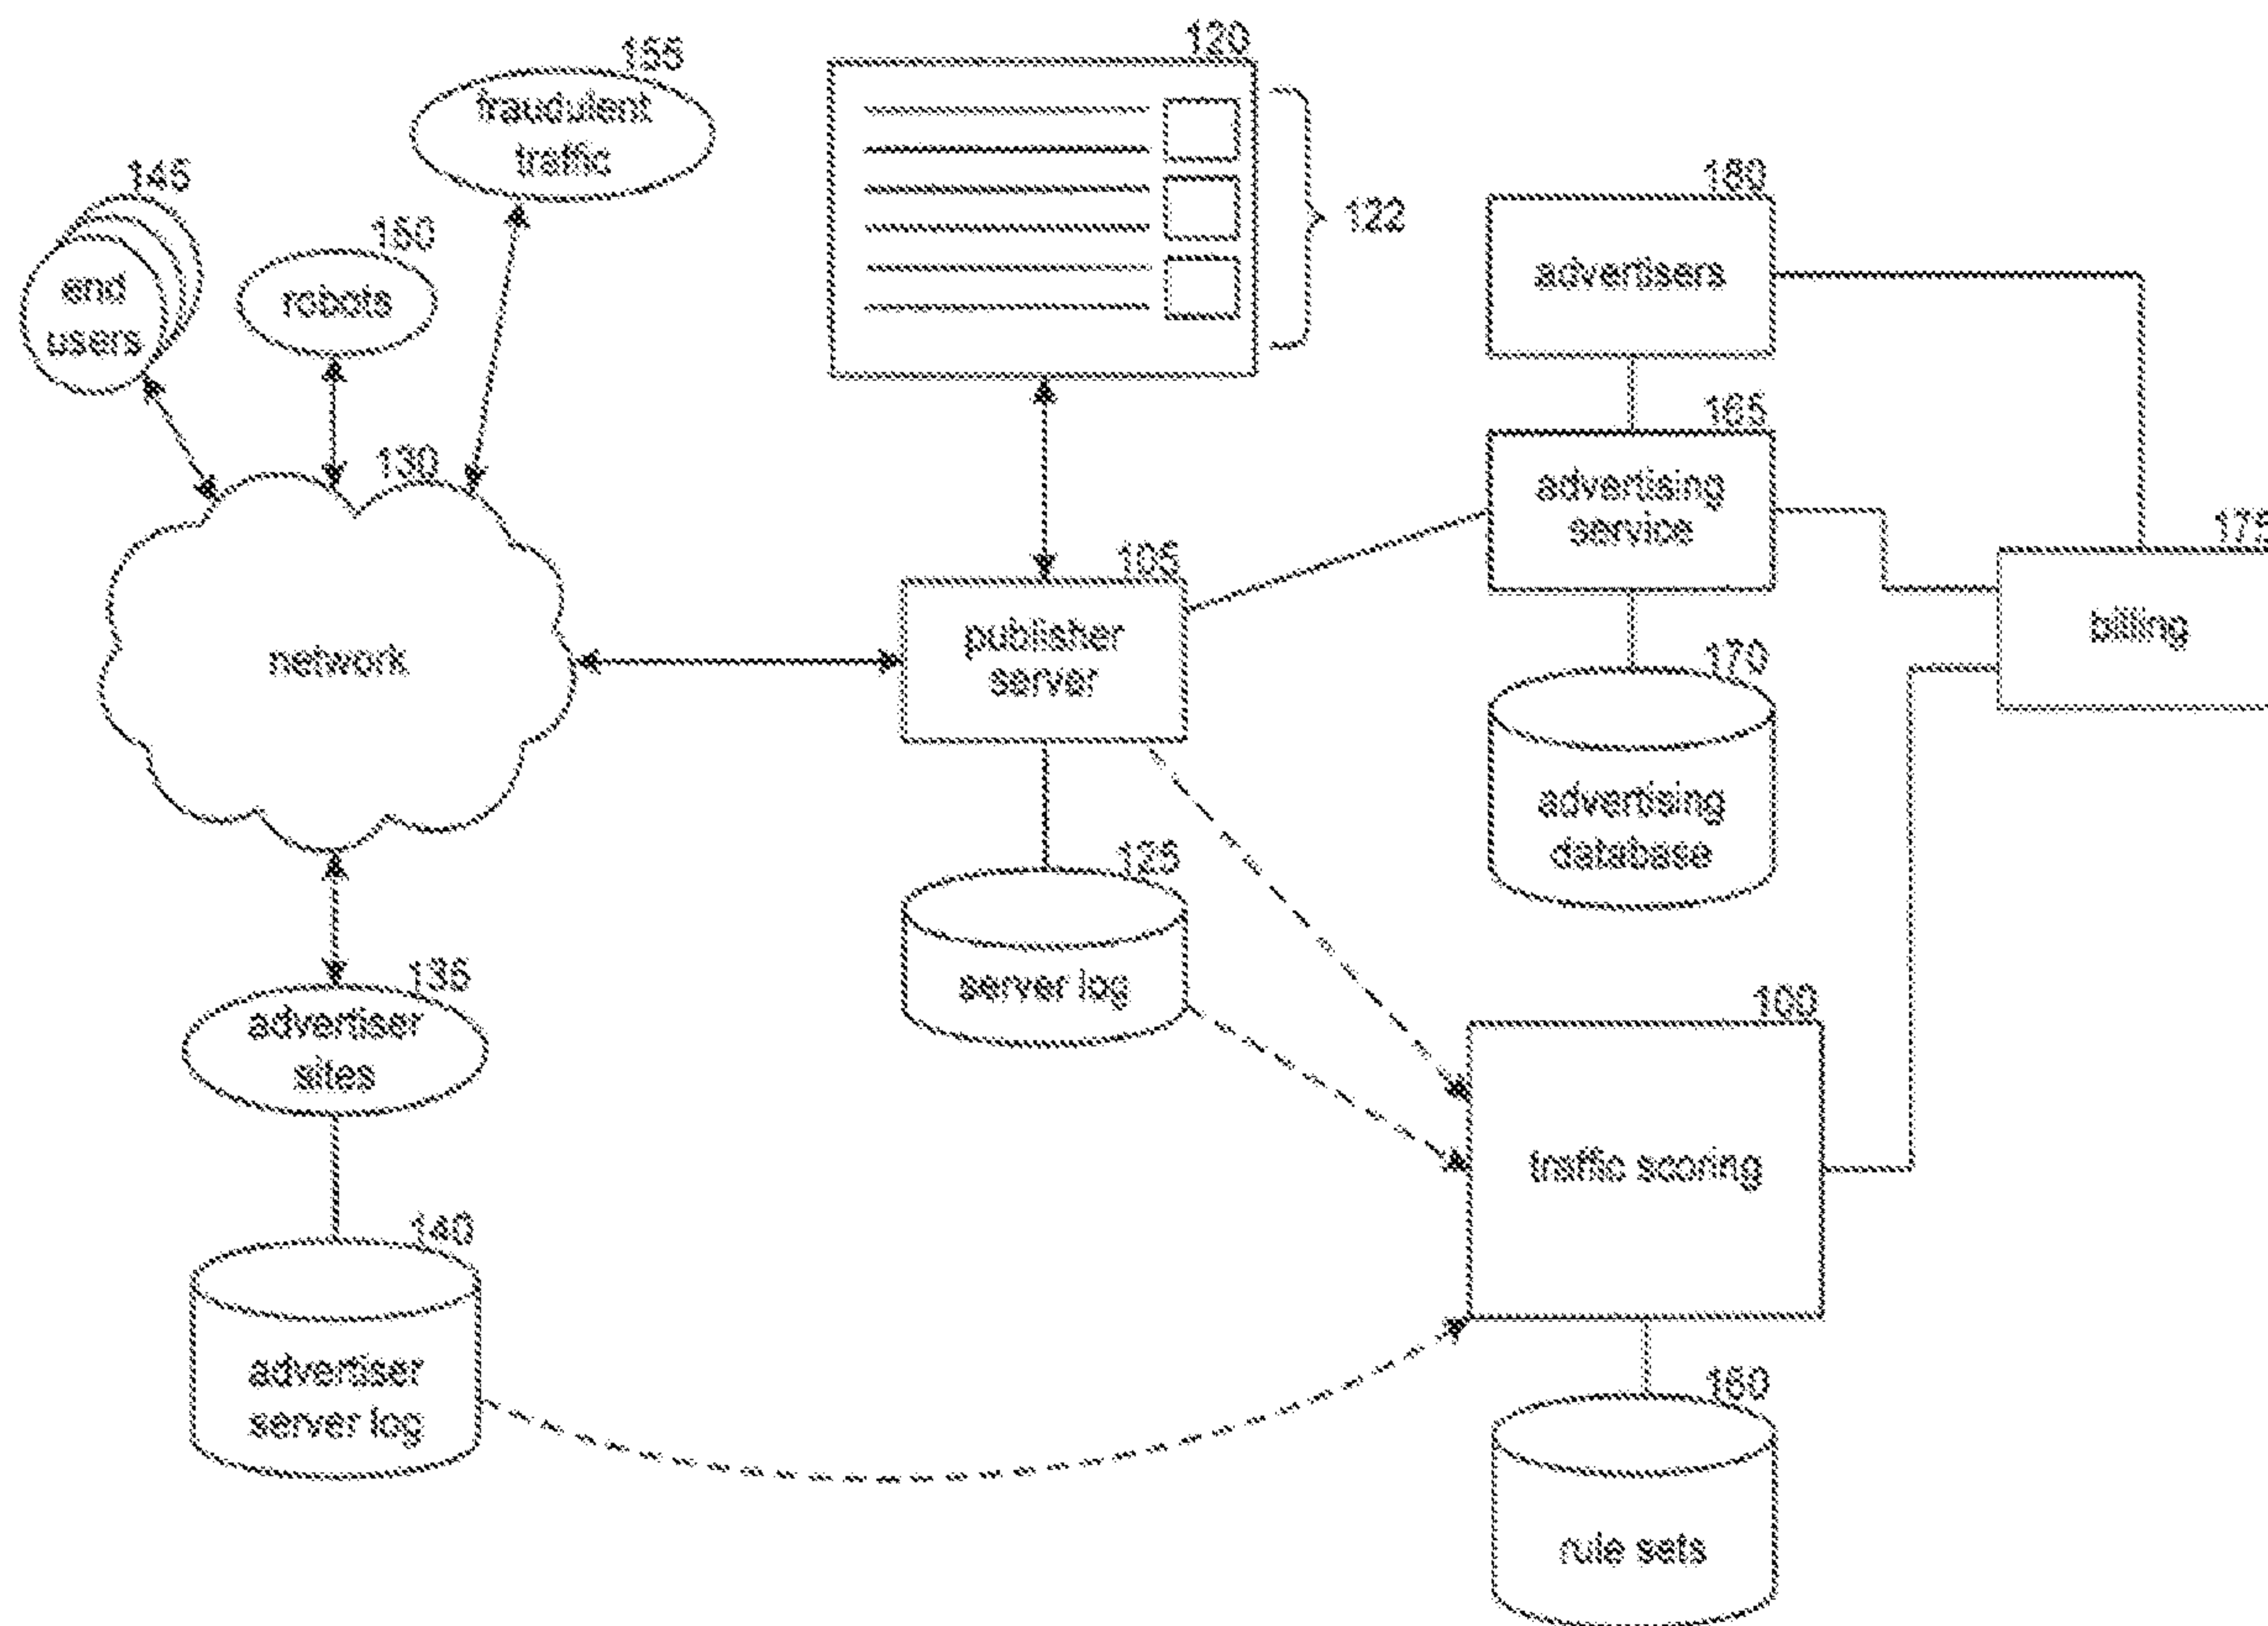 155
fraudulent
traffic
120
145
end
users
150
robots
122
180
advertisers
165
advertising
service
130
network
105
publisher
server
175
billing
170
advertising
database
125
server log
135
advertiser
sites
100
traffic scoring
140
advertiser
server log
160
rule sets